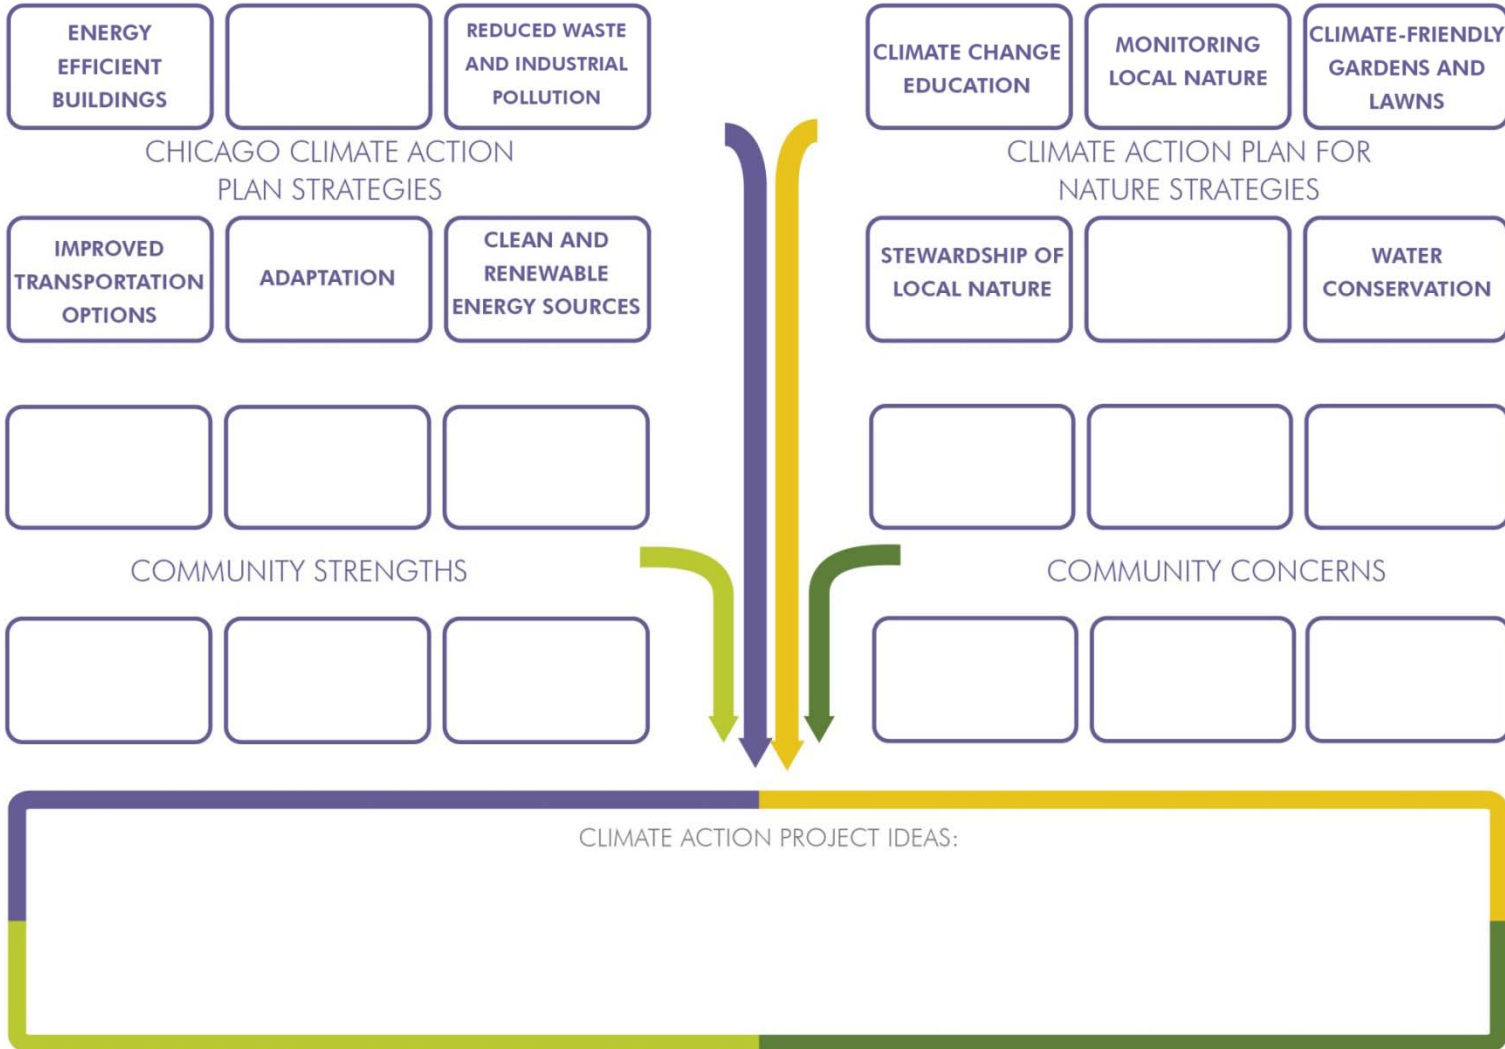 ENERGY
EFFICIENT
BUILDINGS
REDUCED WASTE
AND INDUSTRIAL
POLLUTION
CHICAGO CLIMATE ACTION
PLAN STRATEGIES
IMPROVED
TRANSPORTATION
OPTIONS
ADAPTATION
CLEAN AND
RENEWABLE
ENERGY SOURCES
CLIMATE CHANGE
EDUCATION
MONITORING
LOCAL NATURE
CLIMATE-FRIENDLY
GARDENS AND
LAWNS
CLIMATE ACTION PLAN FOR
NATURE STRATEGIES
STEWARDSHIP OF
LOCAL NATURE
WATER
CONSERVATION
COMMUNITY STRENGTHS
COMMUNITY CONCERNS
CLIMATE ACTION PROJECT IDEAS: